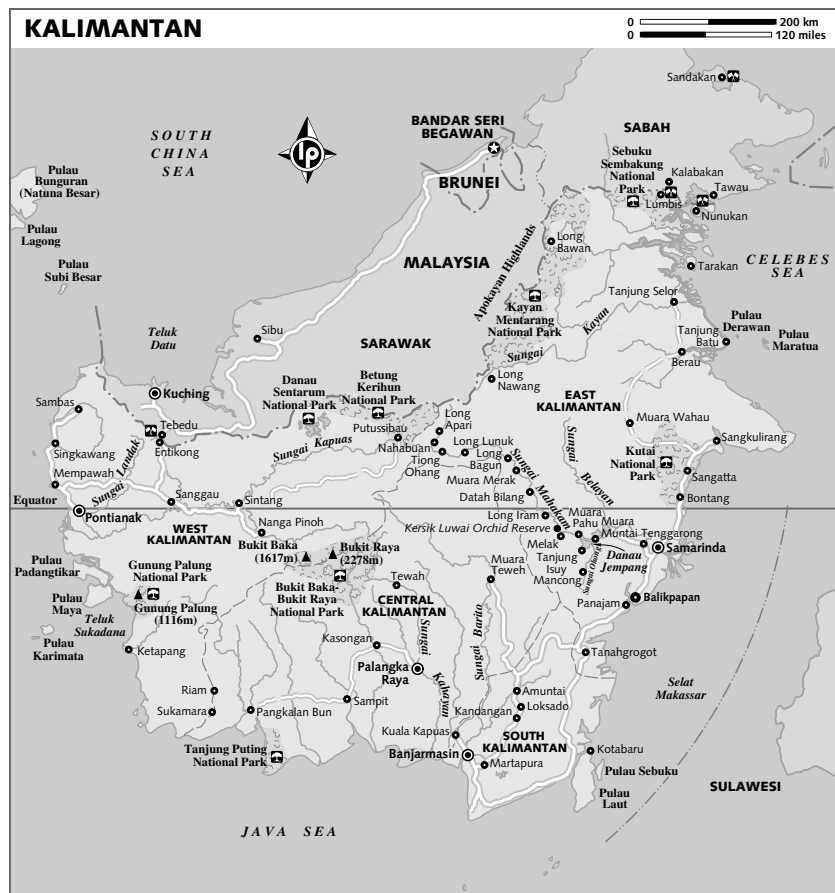 KALIMANTAN
0 200 km
0 120 miles
Sandakan
SOUTH
CHINA
SEA
lp
BANDAR SERI
BEGAWAN
BRUNEI
SABAH
Sebuku
Sembakung
National
Park
Kalabakan
Tawau
Lumbis
Nunukan
Pulau
Bunguran
(Natuna Besar)
Pulau
Lagong
Pulau
Subi Besar
Long
Bawan
Apokayan Highlands
MALAYSIA
Tarakan
CELEBES
SEA
Kayan
Mentarang
National Park
Tanjung Selor
Sungai Kayan
Pulau
Derawan
Tanjung
Batu
Pulau
Maratua
Berau
Teluk
Datu
Sibu
SARAWAK
Kuching
Danau
Sentarum
National Park
Betung
Kerihun
National Park
Long
Nawang
EAST
KALIMANTAN
Sambas
Tebedu
Entikong
Singkawang
Mempawah
Sungai Landak
Sungai Kapuas
Putussibau
Long
Apari
Nahabuan
Tiong
Ohang
Long Lunuk
Long
Bagun
Muara Merak
Datah Bilang
Sungai Mahakam
Sungai Belayan
Muara Wahau
Sangkulirang
Kutai
National
Park
Sangatta
Bontang
Equator
Pontianak
Sanggau
Sintang
Nanga Pinoh
WEST
KALIMANTAN
Long Iram
Kersik Luwai Orchid Reserve
Melak
Muara
Pahu
Muara
Muntai
Tenggarong
Samarinda
Tanjung
Isuy
Mancong
Sungai Ohong
Danau
Jempang
Bukit Baka
(1617m)
Bukit Raya
(2278m)
Bukit Baka-
Bukit Raya
National Park
Pulau
Padangtikar
Gunung Palung
National Park
Pulau
Maya
Gunung Palung
(1116m)
Teluk
Sukadana
Pulau
Karimata
Ketapang
Tewah
CENTRAL
KALIMANTAN
Muara
Teweh
Panajam
Balikpapan
Kasongan
Palangka
Raya
Sungai Kahayan
Sungai Barito
Tanahgrogot
Selat
Makassar
Riam
Sukamara
Pangkalan Bun
Sampit
Amuntai
Loksado
Kandangan
SOUTH
KALIMANTAN
Kuala Kapuas
Banjarmasin
Martapura
Kotabaru
Pulau Sebuku
Pulau
Laut
Tanjung Puting
National Park
SULAWESI
JAVA SEA